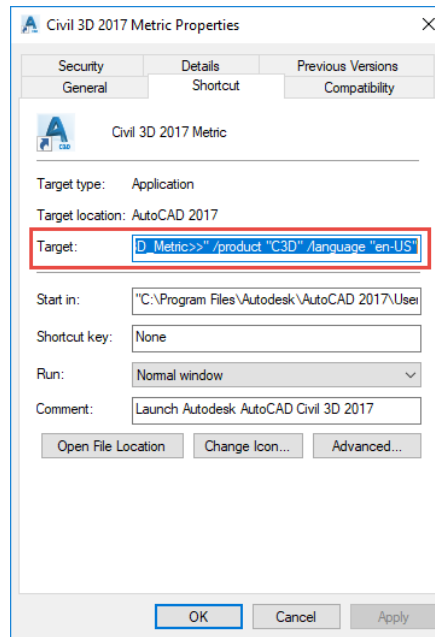 Civil 3D 2017 Metric Properties
Security Details Previous Versions
General Shortcut Compatibility
CAD
Civil 3D 2017 Metric
Target type: Application
Target location: AutoCAD 2017
Target: D_Metric>>" /product "C3D" /language "en-US"
Start in: "C:\Program Files\Autodesk\AutoCAD 2017\User
Shortcut key: None
Run: Normal window
Comment: Launch Autodesk AutoCAD Civil 3D 2017
Open File Location Change Icon... Advanced...
OK Cancel Apply